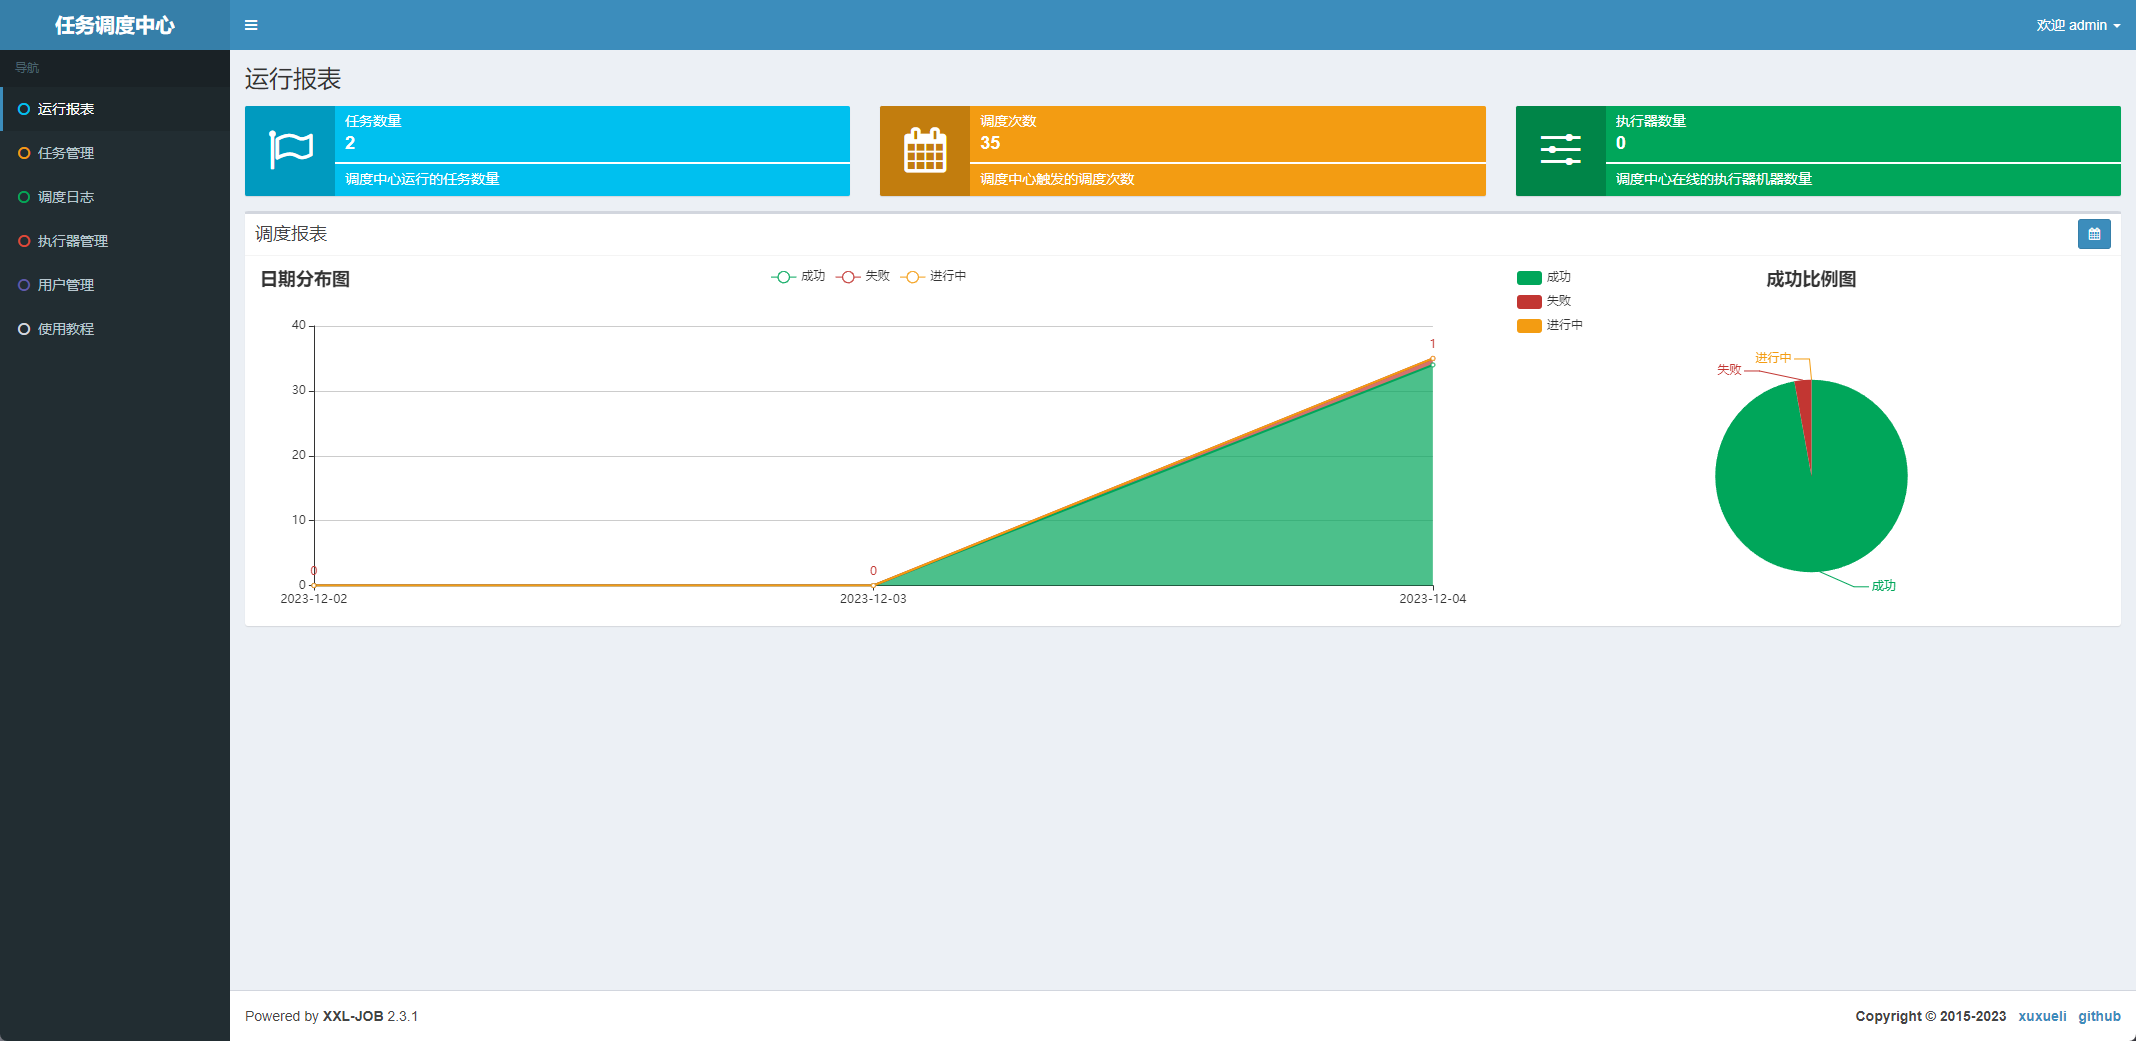 任务调度中心
欢迎 admin
导航
运行报表
任务管理
调度日志
执行器管理
用户管理
使用教程
运行报表
任务数量
2
调度中心运行的任务数量
调度次数
35
调度中心触发的调度次数
执行器数量
0
调度中心在线的执行器机器数量
调度报表
日期分布图
成功 失败 进行中
40
30
20
10
0
0
0
1
2023-12-02 2023-12-03 2023-12-04
成功
失败
进行中
成功比例图
进行中
失败
成功
Powered by XXL-JOB 2.3.1
Copyright © 2015-2023 xuxueli github